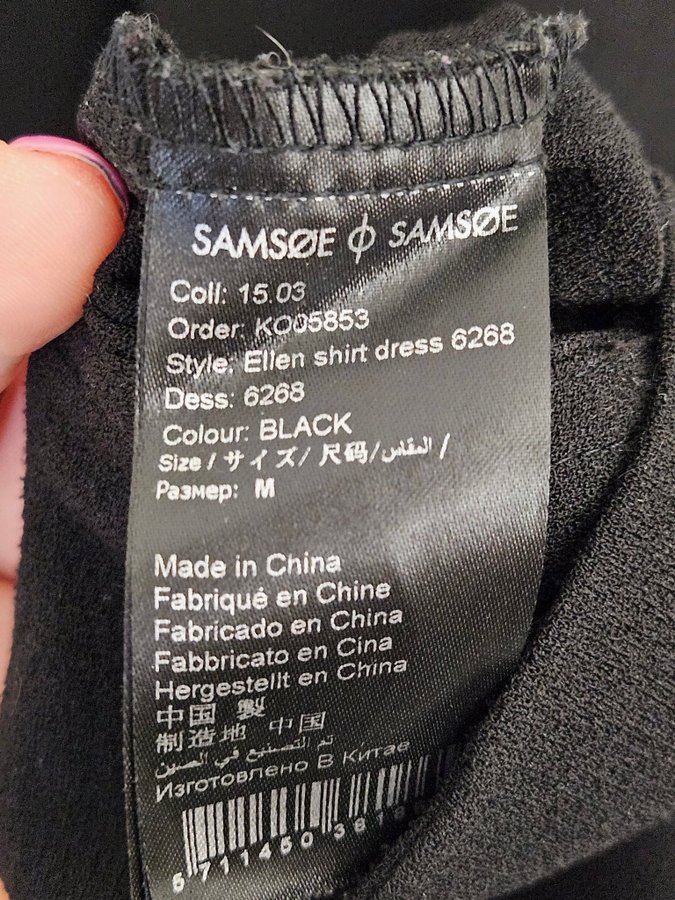 SAMSØE ϕ SAMSØE
Coll: 15.03
Order: KO05853
Style: Ellen shirt dress 6268
Dess: 6268
Colour: BLACK
Size / サイズ / 尺码/المقاس /
Размер: M
Made in China
Fabriqué en Chine
Fabricado en China
Fabbricato en Cina
Hergestellt en China
中国 製
制造地 中国
تم التصنيع في الصين
Изготовлено В Китае
5 711450 3819